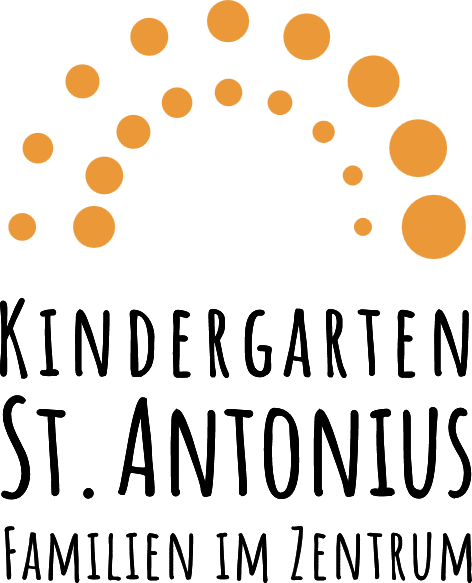 KINDERGARTEN
ST. ANTONIUS
FAMILIEN IM ZENTRUM